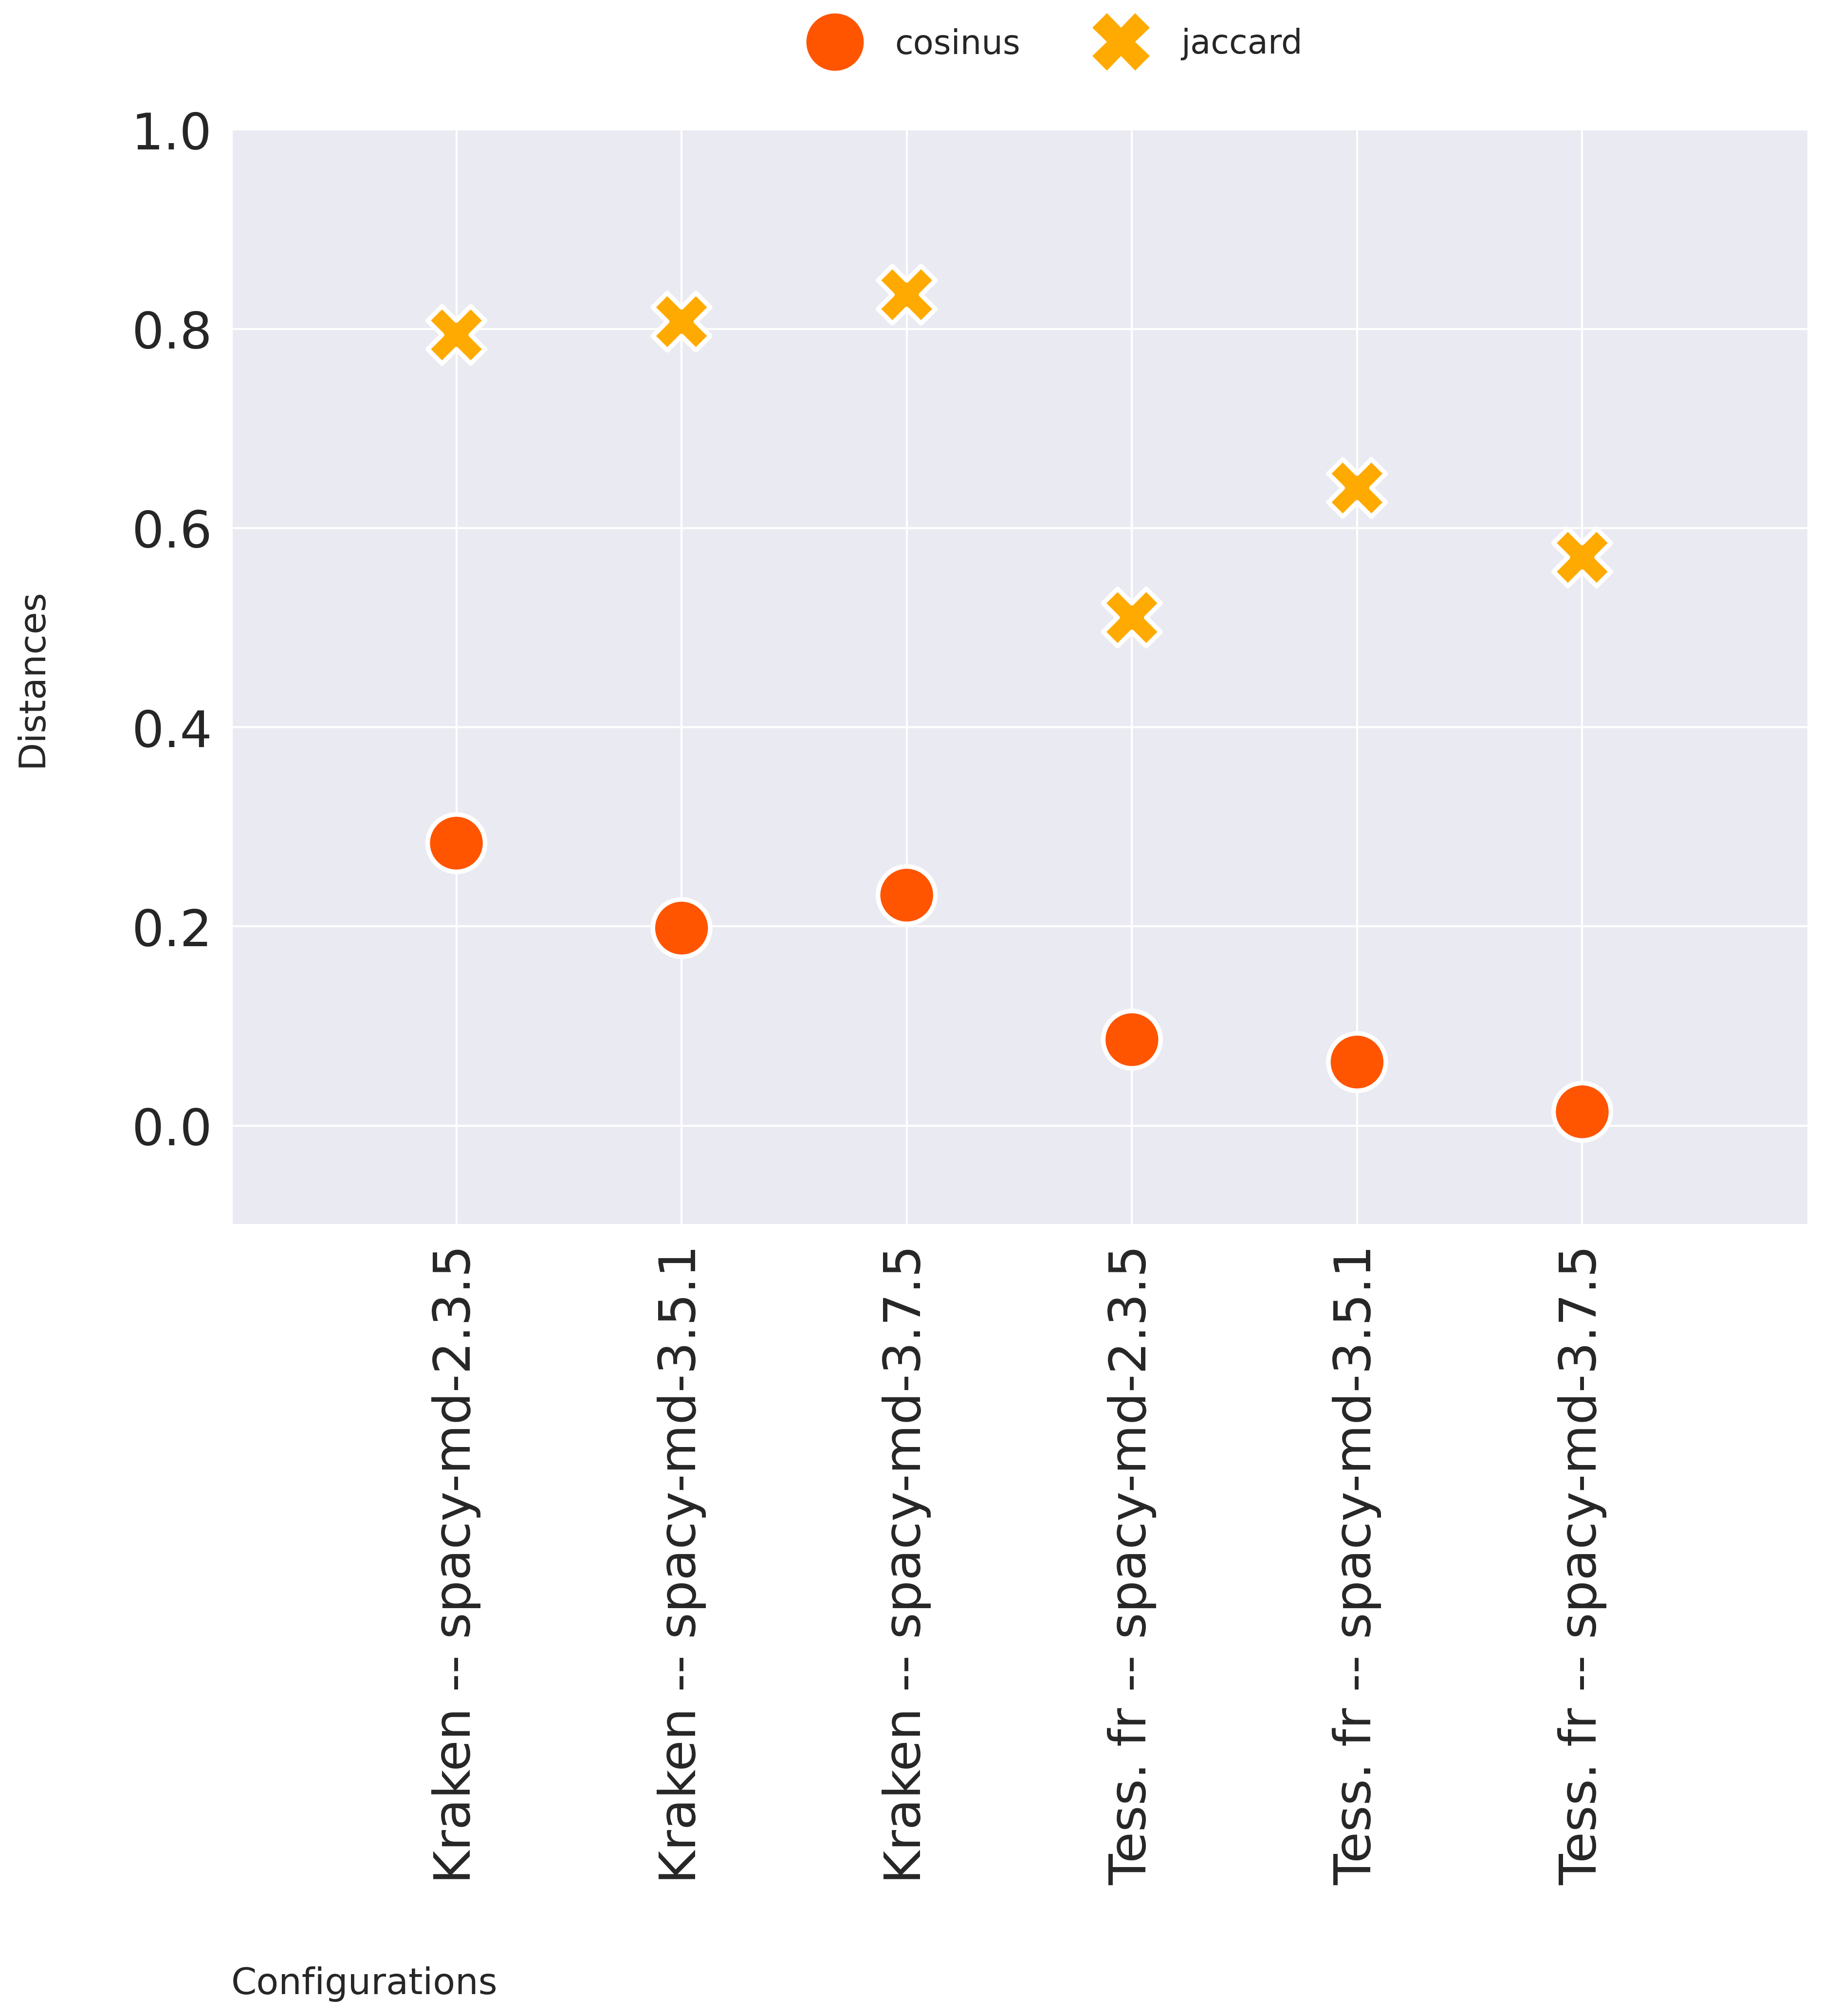 cosinus
jaccard
1.0
0.8
0.6
0.4
0.2
0.0
Distances
Kraken -- spacy-md-2.3.5
Kraken -- spacy-md-3.5.1
Kraken -- spacy-md-3.7.5
Tess. fr -- spacy-md-2.3.5
Tess. fr -- spacy-md-3.5.1
Tess. fr -- spacy-md-3.7.5
Configurations